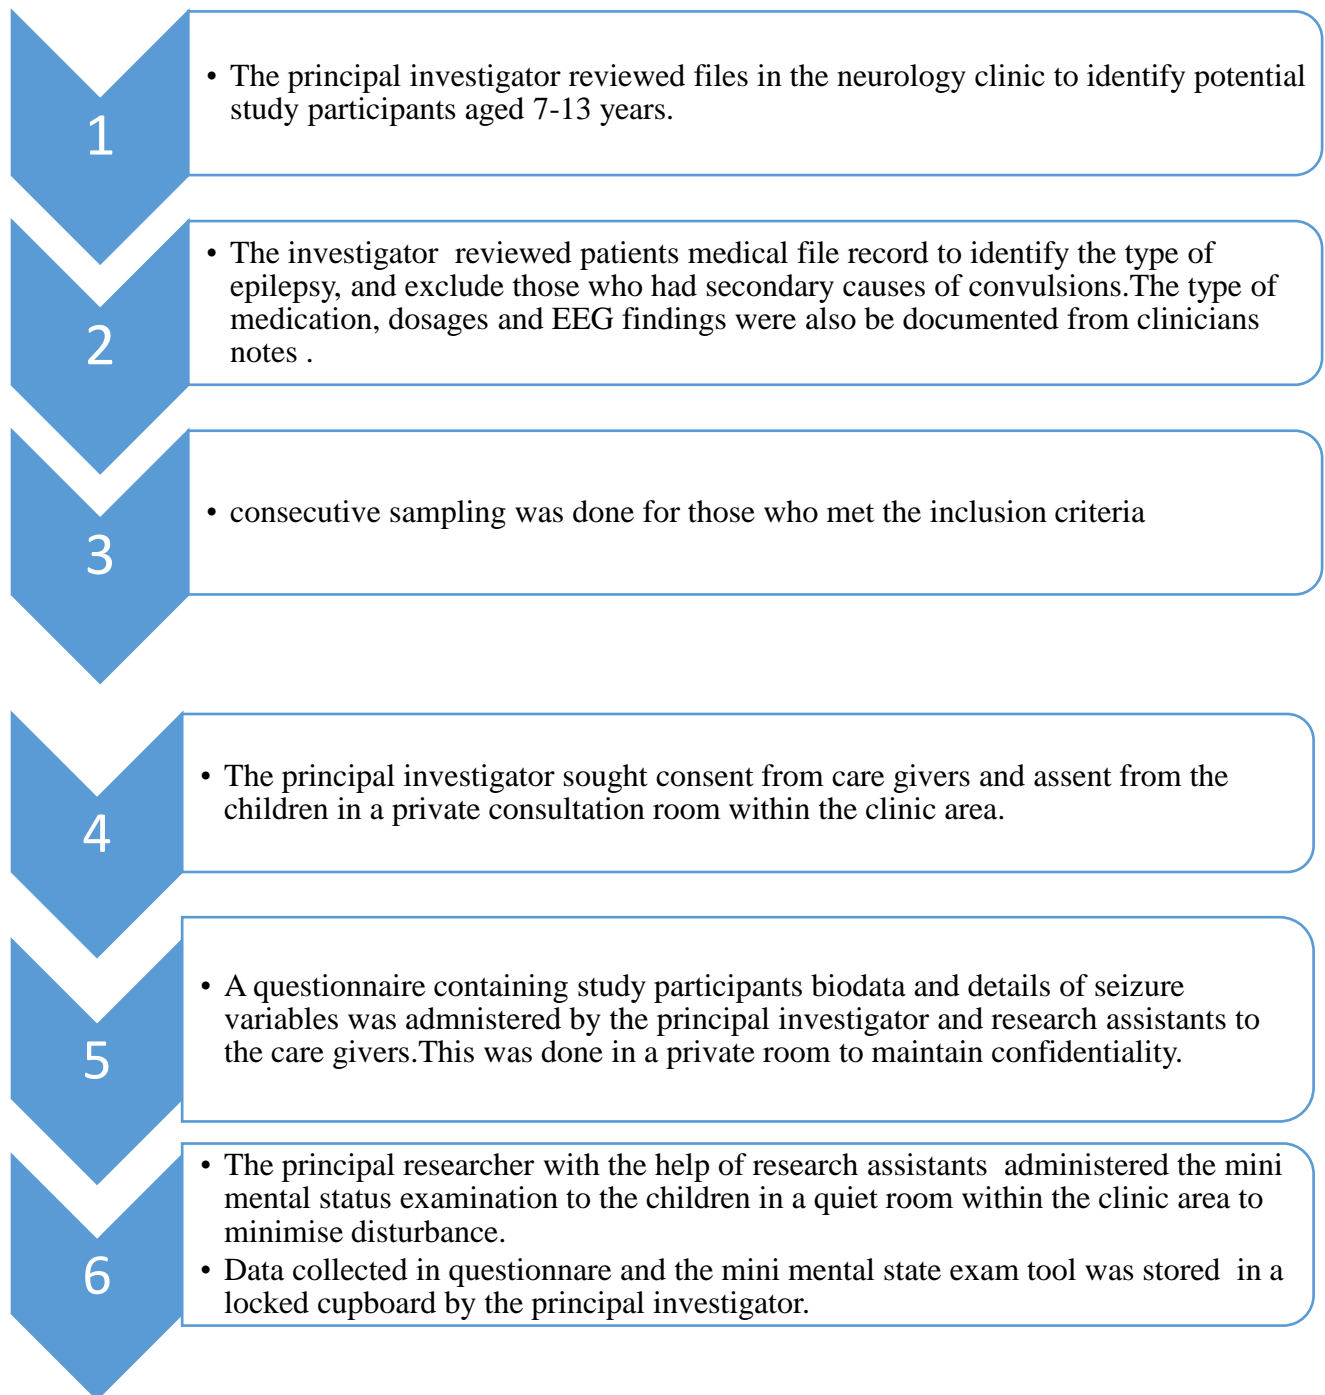 1
• The principal investigator reviewed files in the neurology clinic to identify potential
study participants aged 7-13 years.
2
• The investigator  reviewed patients medical file record to identify the type of
epilepsy, and exclude those who had secondary causes of convulsions.The type of
medication, dosages and EEG findings were also be documented from clinicians
notes .
3
• consecutive sampling was done for those who met the inclusion criteria
4
• The principal investigator sought consent from care givers and assent from the
children in a private consultation room within the clinic area.
5
• A questionnaire containing study participants biodata and details of seizure
variables was admnistered by the principal investigator and research assistants to
the care givers.This was done in a private room to maintain confidentiality.
6
• The principal researcher with the help of research assistants  administered the mini
mental status examination to the children in a quiet room within the clinic area to
minimise disturbance.
• Data collected in questionnare and the mini mental state exam tool was stored  in a
locked cupboard by the principal investigator.